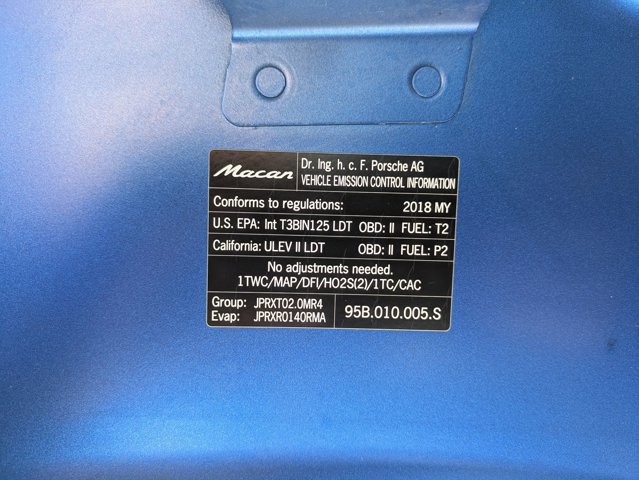 Macan
Dr. Ing. h. c. F. Porsche AG
VEHICLE EMISSION CONTROL INFORMATION
Conforms to regulations: 2018 MY
U.S. EPA: Int T3BIN125 LDT OBD: II FUEL: T2
California: ULEV II LDT OBD: II FUEL: P2
No adjustments needed.
1TWC/MAP/DFI/HO2S(2)/1TC/CAC
Group: JPRXT02.0MR4
Evap: JPRXR0140RMA
95B.010.005.S